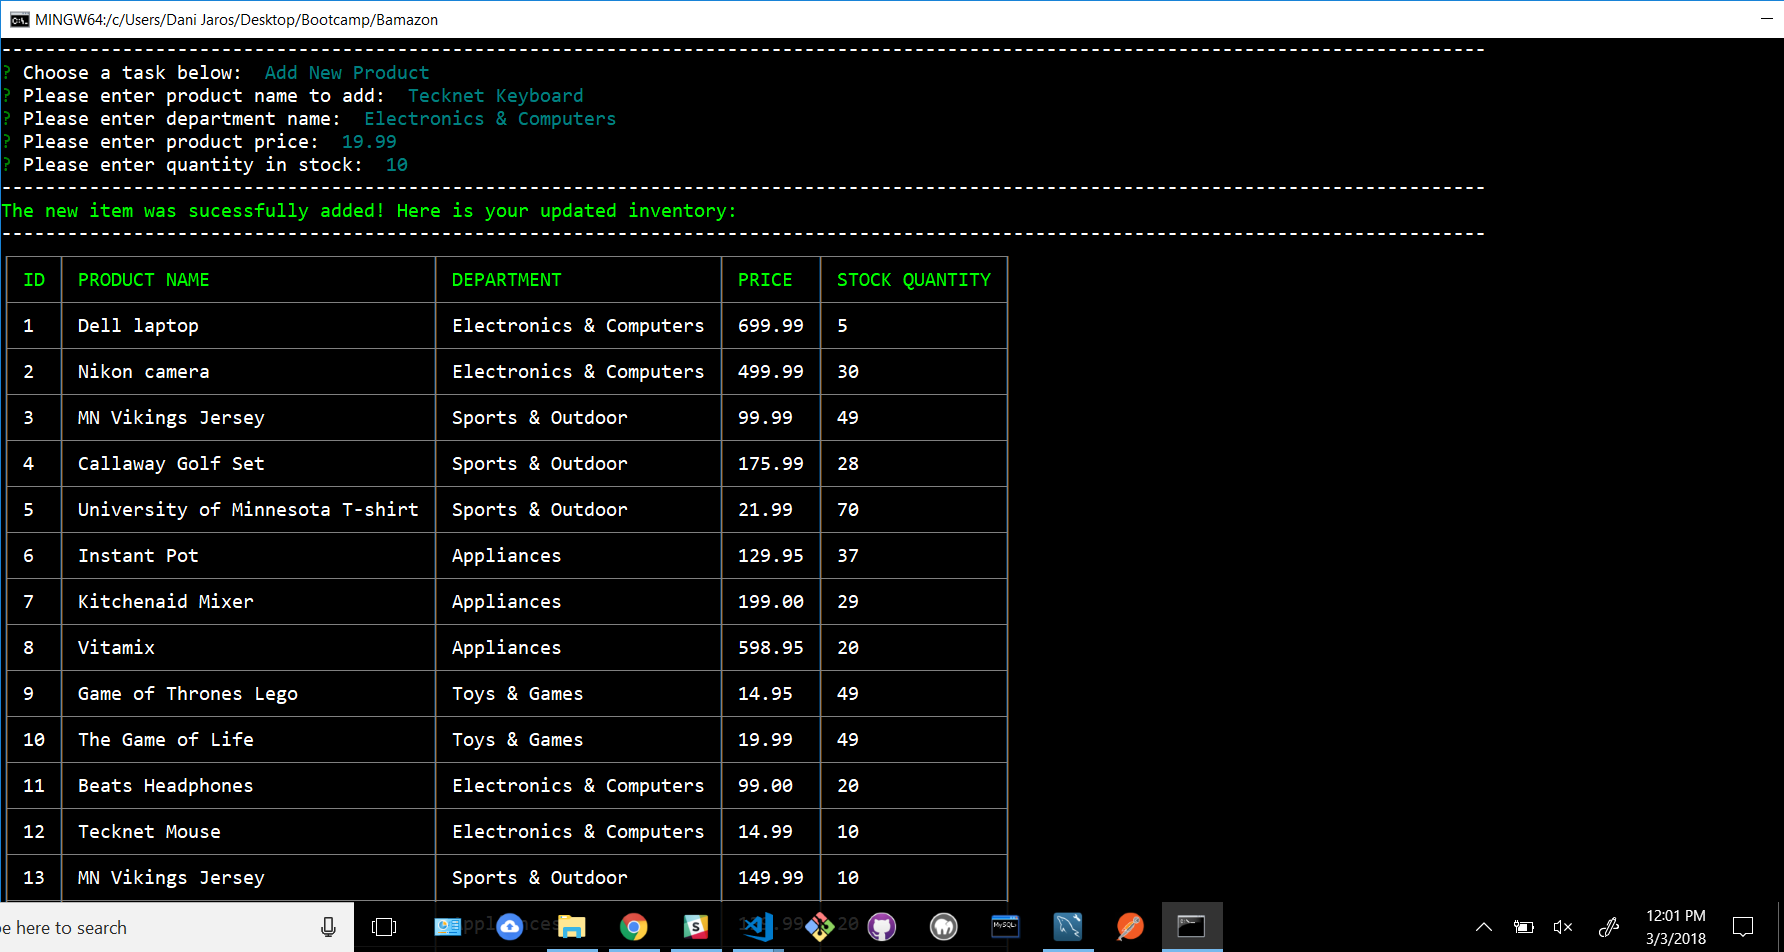 MINGW64:/c/Users/Dani Jaros/Desktop/Bootcamp/Bamazon
? Choose a task below:  Add New Product
? Please enter product name to add:  Tecknet Keyboard
? Please enter department name:  Electronics & Computers
? Please enter product price:  19.99
? Please enter quantity in stock:  10
The new item was sucessfully added! Here is your updated inventory:
ID PRODUCT NAME DEPARTMENT PRICE STOCK QUANTITY
1 Dell laptop Electronics & Computers 699.99 5
2 Nikon camera Electronics & Computers 499.99 30
3 MN Vikings Jersey Sports & Outdoor 99.99 49
4 Callaway Golf Set Sports & Outdoor 175.99 28
5 University of Minnesota T-shirt Sports & Outdoor 21.99 70
6 Instant Pot Appliances 129.95 37
7 Kitchenaid Mixer Appliances 199.00 29
8 Vitamix Appliances 598.95 20
9 Game of Thrones Lego Toys & Games 14.95 49
10 The Game of Life Toys & Games 19.99 49
11 Beats Headphones Electronics & Computers 99.00 20
12 Tecknet Mouse Electronics & Computers 14.99 10
13 MN Vikings Jersey Sports & Outdoor 149.99 10
here to search
MySQL
12:01 PM
3/3/2018